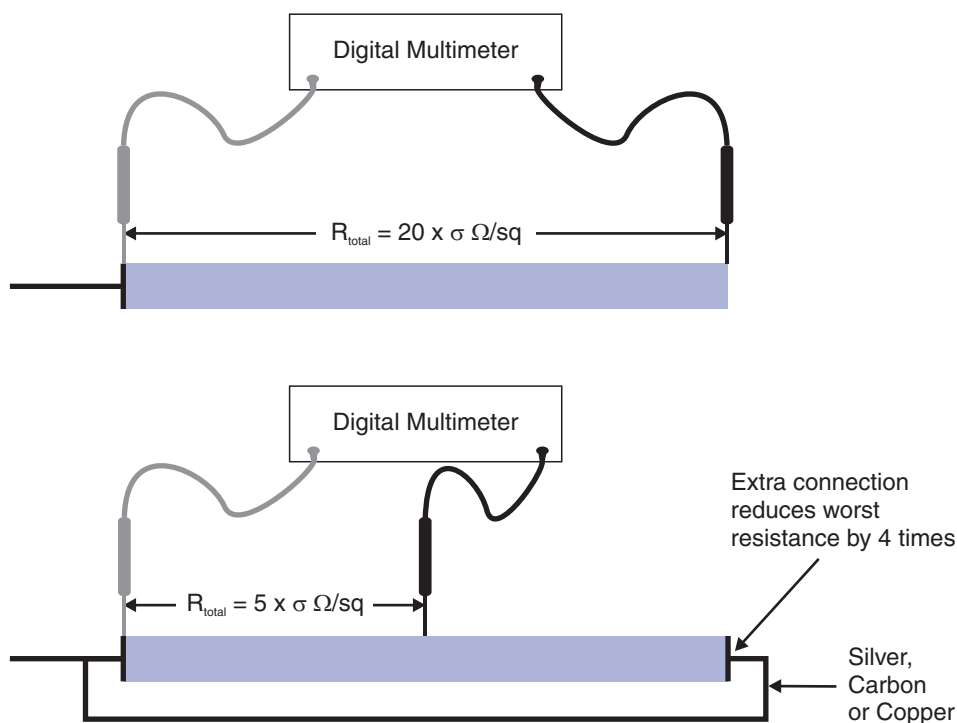 Digital Multimeter
R_total = 20 x σ Ω/sq
Digital Multimeter
Extra connection
reduces worst
resistance by 4 times
R_total = 5 x σ Ω/sq
Silver,
Carbon
or Copper